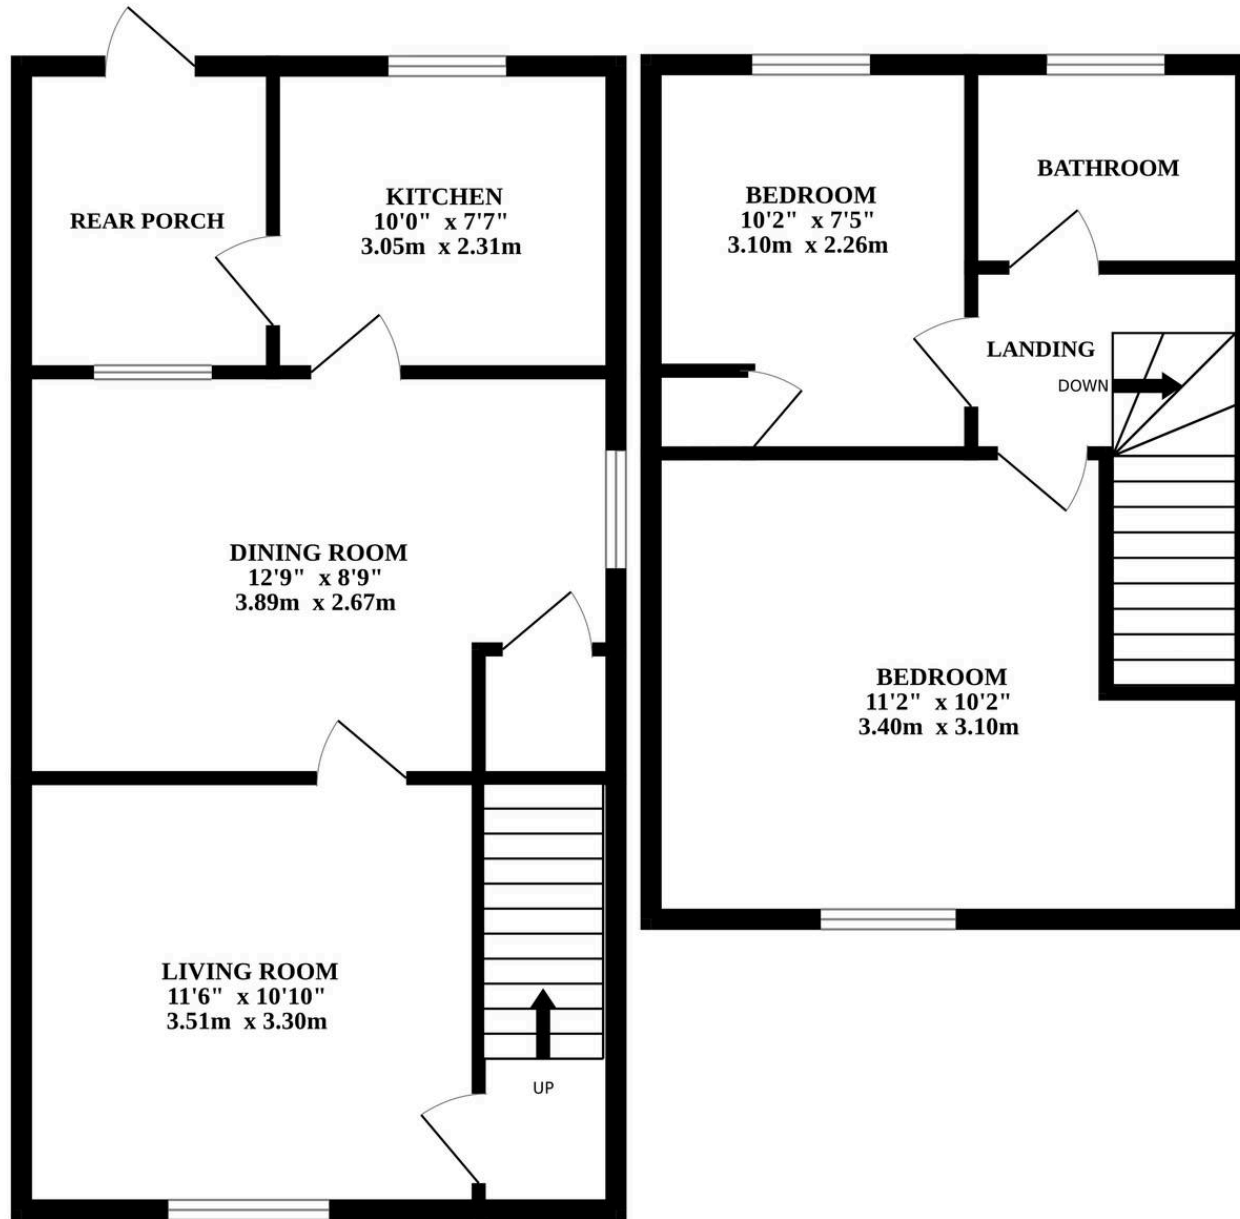 REAR PORCH
KITCHEN
10'0" x 7'7"
3.05m x 2.31m
DINING ROOM
12'9" x 8'9"
3.89m x 2.67m
LIVING ROOM
11'6" x 10'10"
3.51m x 3.30m
UP
BEDROOM
10'2" x 7'5"
3.10m x 2.26m
BATHROOM
LANDING
DOWN
BEDROOM
11'2" x 10'2"
3.40m x 3.10m